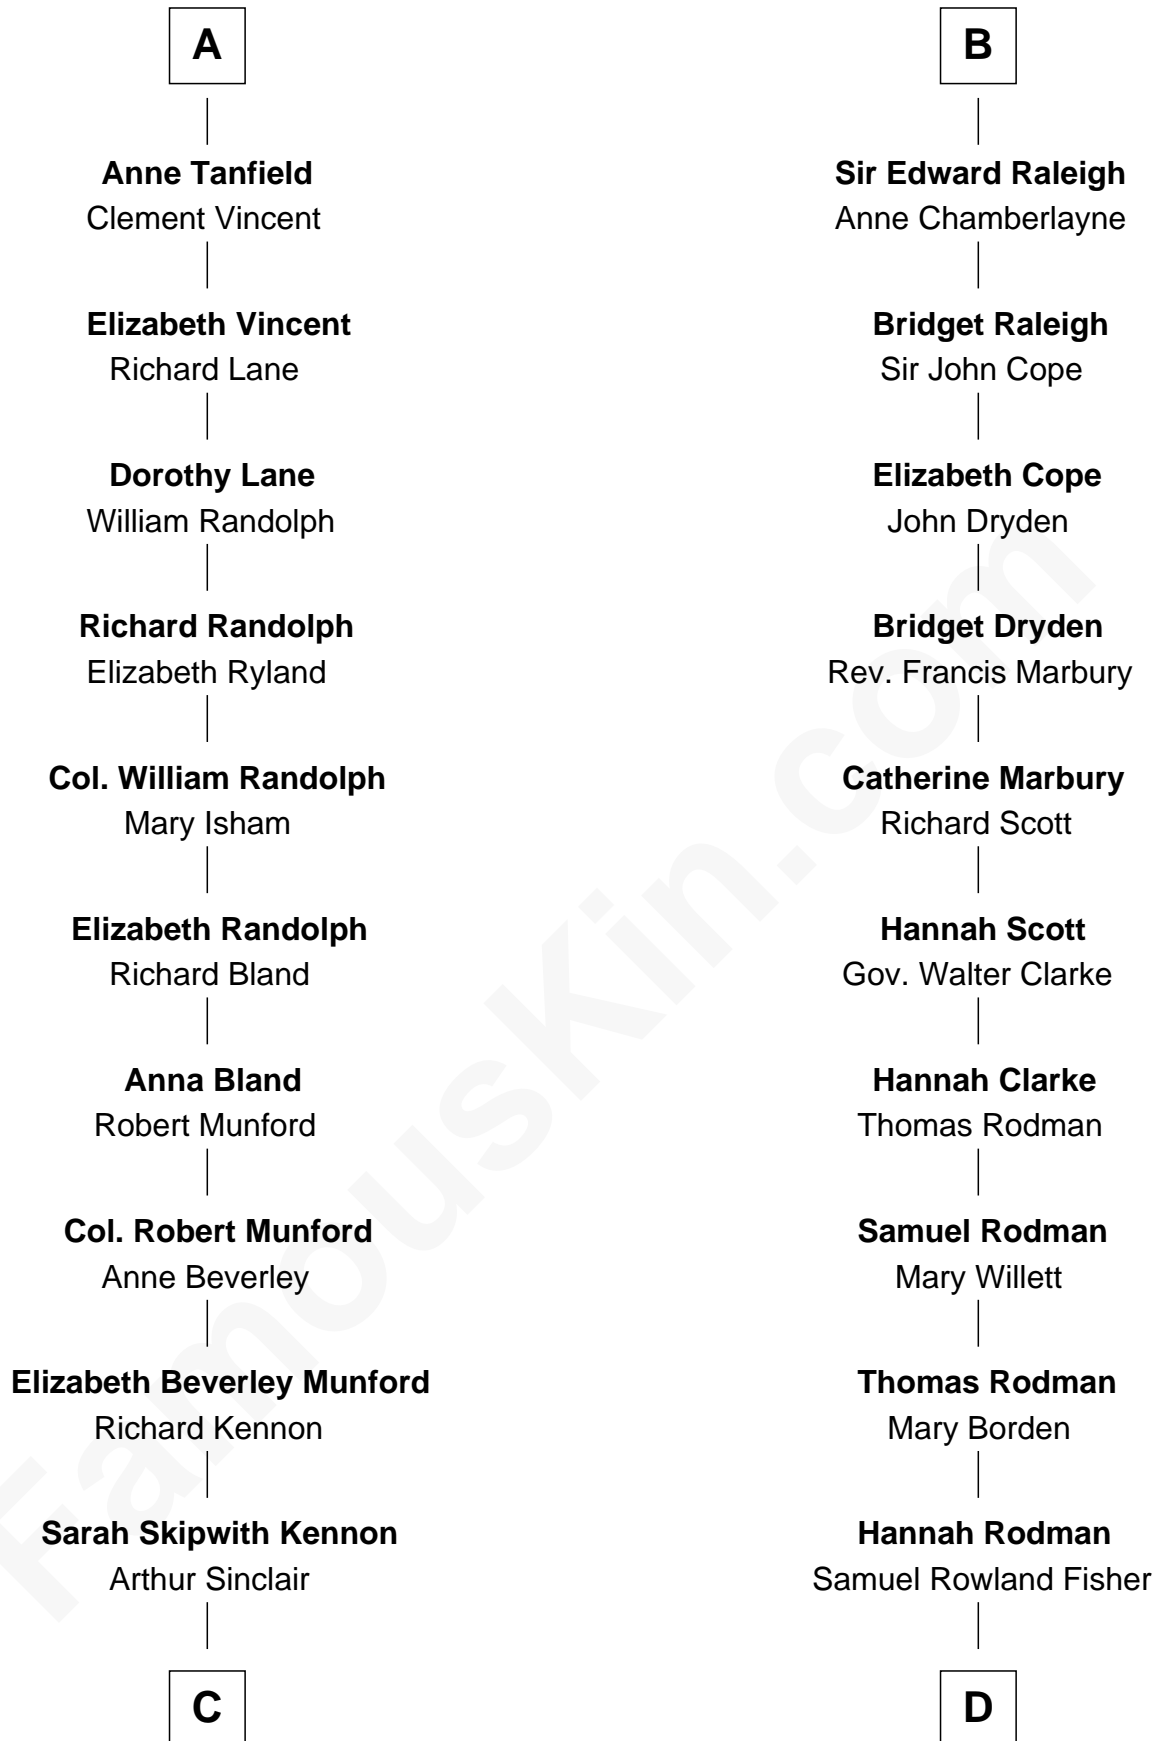 A
Anne Tanfield
Clement Vincent
Elizabeth Vincent
Richard Lane
Dorothy Lane
William Randolph
Richard Randolph
Elizabeth Ryland
Col. William Randolph
Mary Isham
Elizabeth Randolph
Richard Bland
Anna Bland
Robert Munford
Col. Robert Munford
Anne Beverley
Elizabeth Beverley Munford
Richard Kennon
Sarah Skipwith Kennon
Arthur Sinclair
C
B
Sir Edward Raleigh
Anne Chamberlayne
Bridget Raleigh
Sir John Cope
Elizabeth Cope
John Dryden
Bridget Dryden
Rev. Francis Marbury
Catherine Marbury
Richard Scott
Hannah Scott
Gov. Walter Clarke
Hannah Clarke
Thomas Rodman
Samuel Rodman
Mary Willett
Thomas Rodman
Mary Borden
Hannah Rodman
Samuel Rowland Fisher
D
FamousKin.com